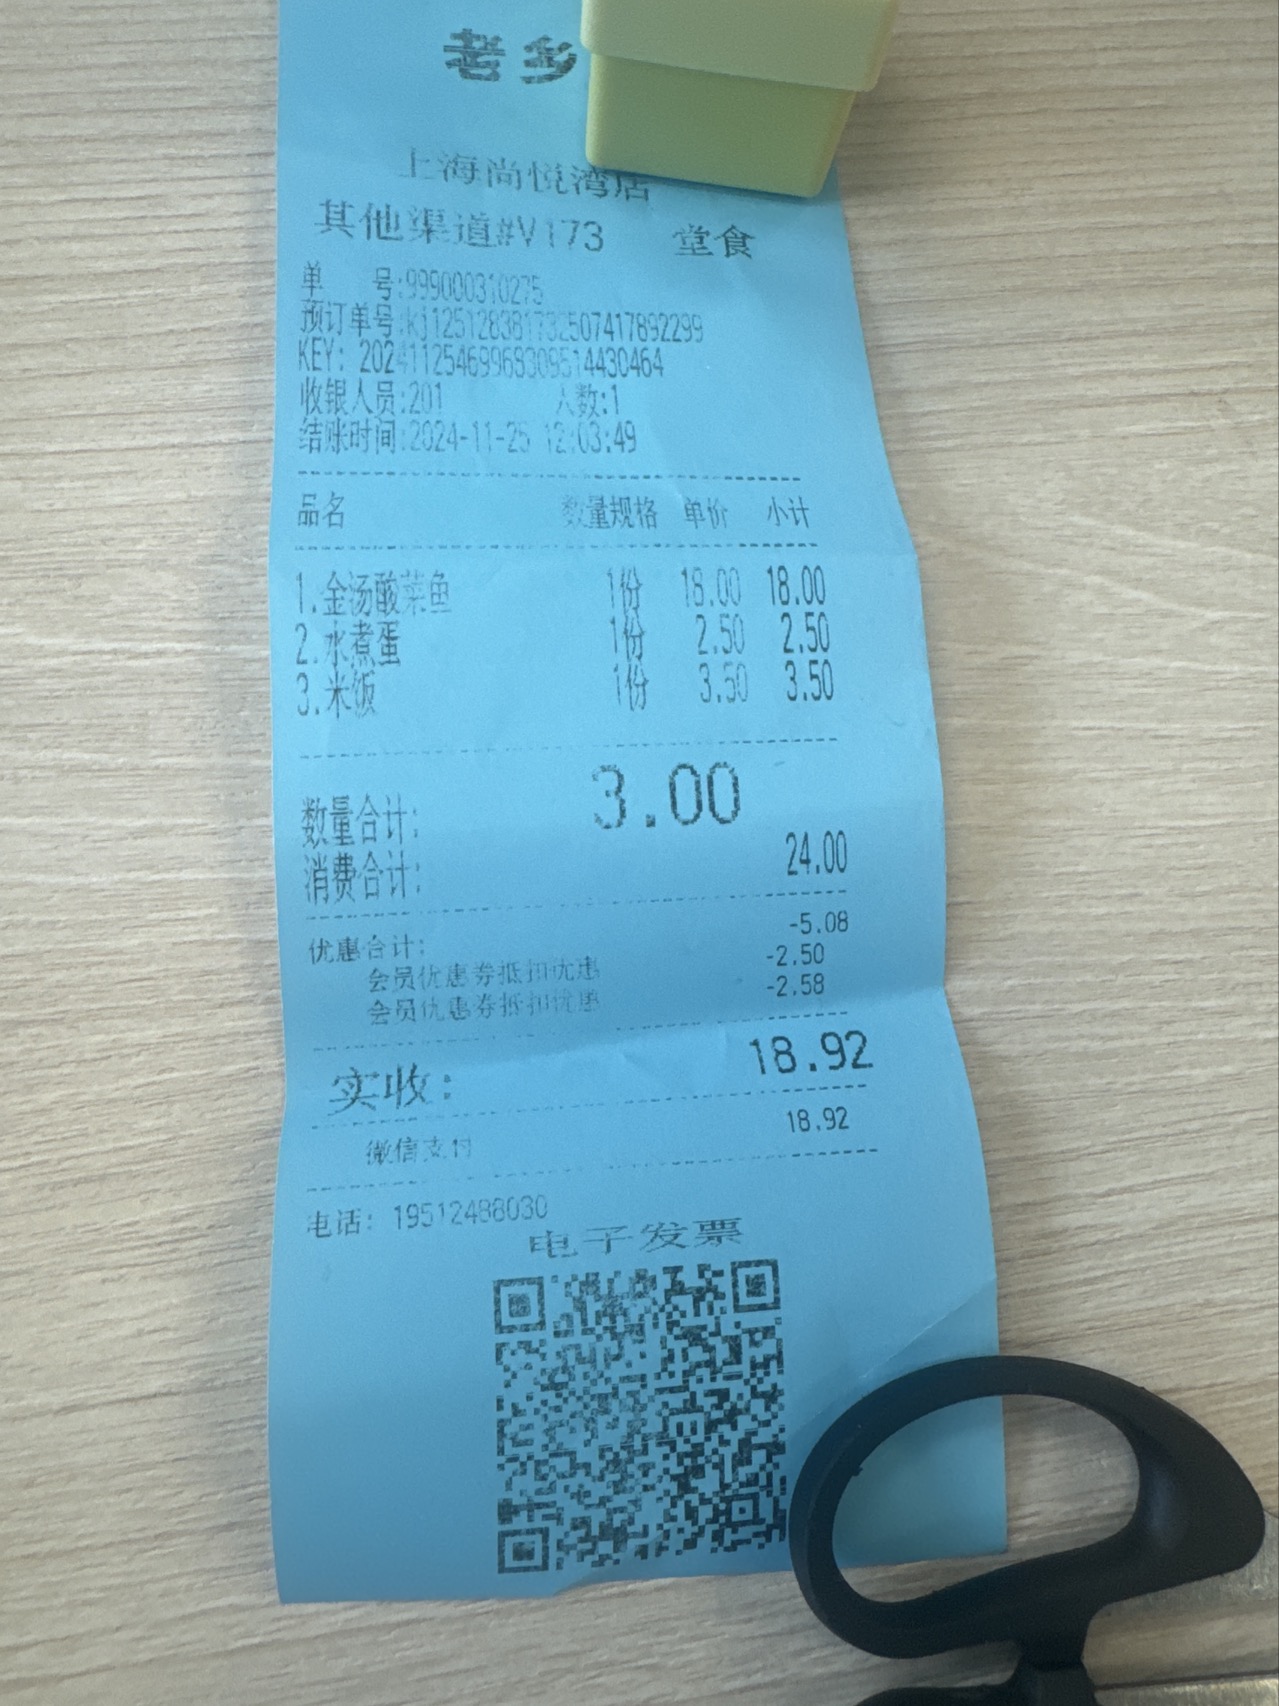 老乡
上海尚悦湾店
其他渠道#V173 堂食
单 号:999000310275
预订单号:kj125128381732507417892299
KEY: 20241125469968309514430464
收银人员:201 人数:1
结账时间:2024-11-25 12:03:49
品名 数量规格 单价 小计
1.金汤酸菜鱼 1份 18.00 18.00
2.水煮蛋 1份 2.50 2.50
3.米饭 1份 3.50 3.50
数量合计: 3.00
消费合计: 24.00
优惠合计: -5.08
会员优惠券抵扣优惠 -2.50
会员优惠券抵扣优惠 -2.58
实收: 18.92
微信支付 18.92
电话: 19512488030
电子发票